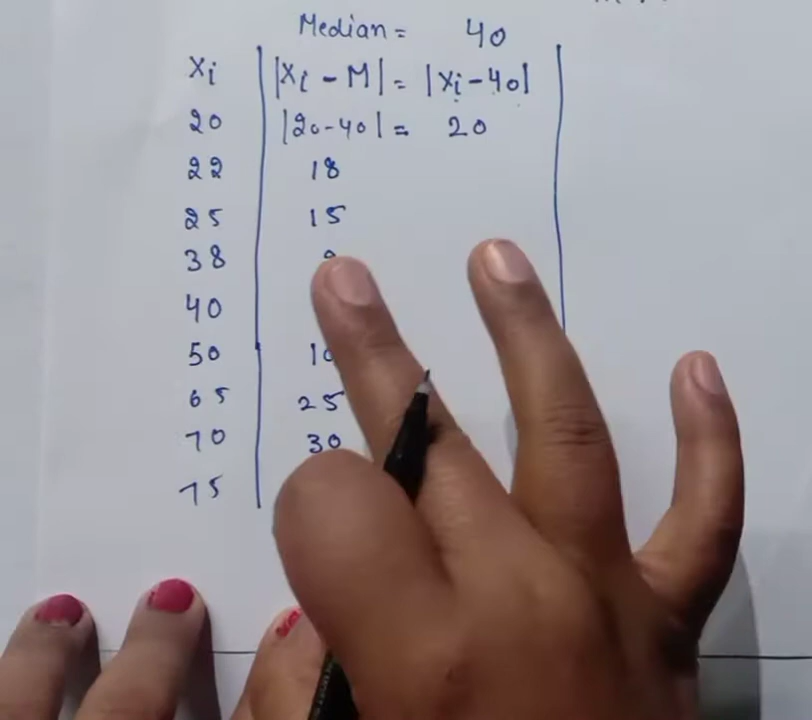 Median = 40
xi |xi - M| = |xi - 40|
20 |20-40| = 20
22 18
25 15
38
40
50 10
65 25
70 30
75